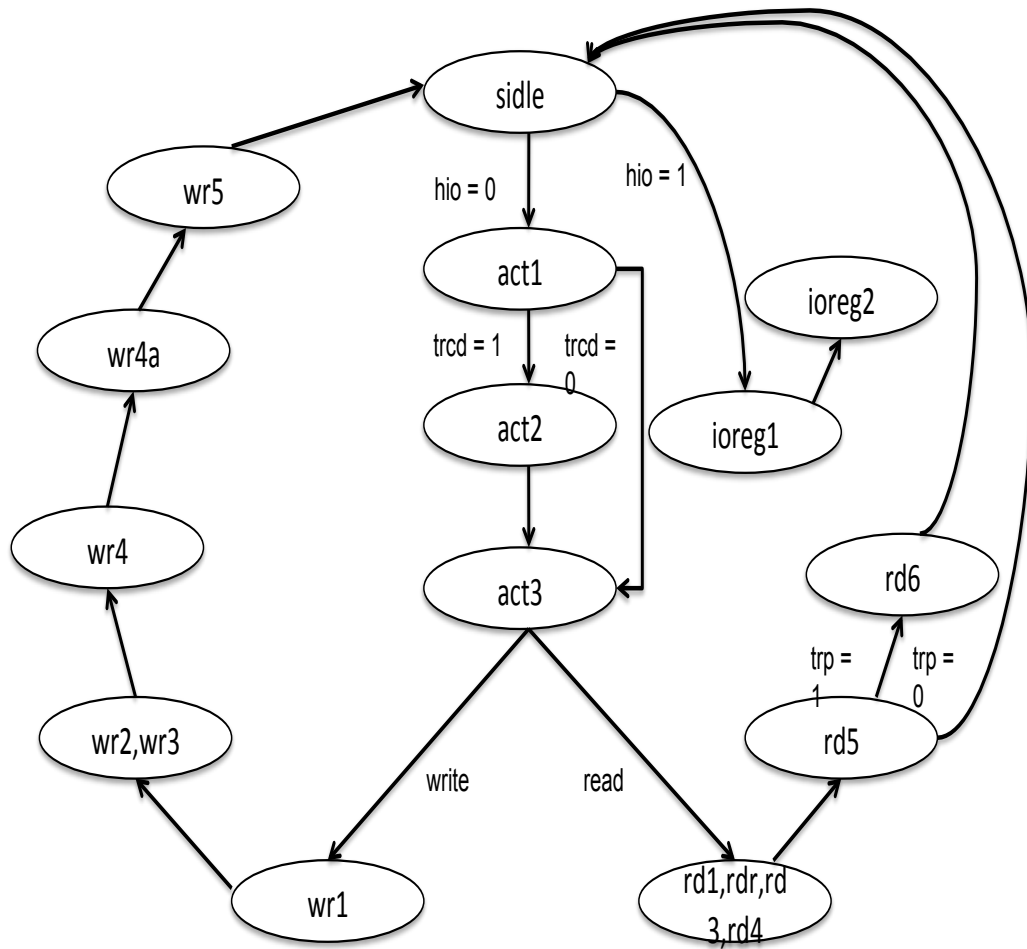 sidle
wr5
hio = 0
hio = 1
act1
ioreg2
wr4a
trcd = 1
trcd =
0
act2
ioreg1
wr4
act3
rd6
trp =
1
trp =
0
wr2,wr3
rd5
write
read
wr1
rd1,rdr,rd
3,rd4